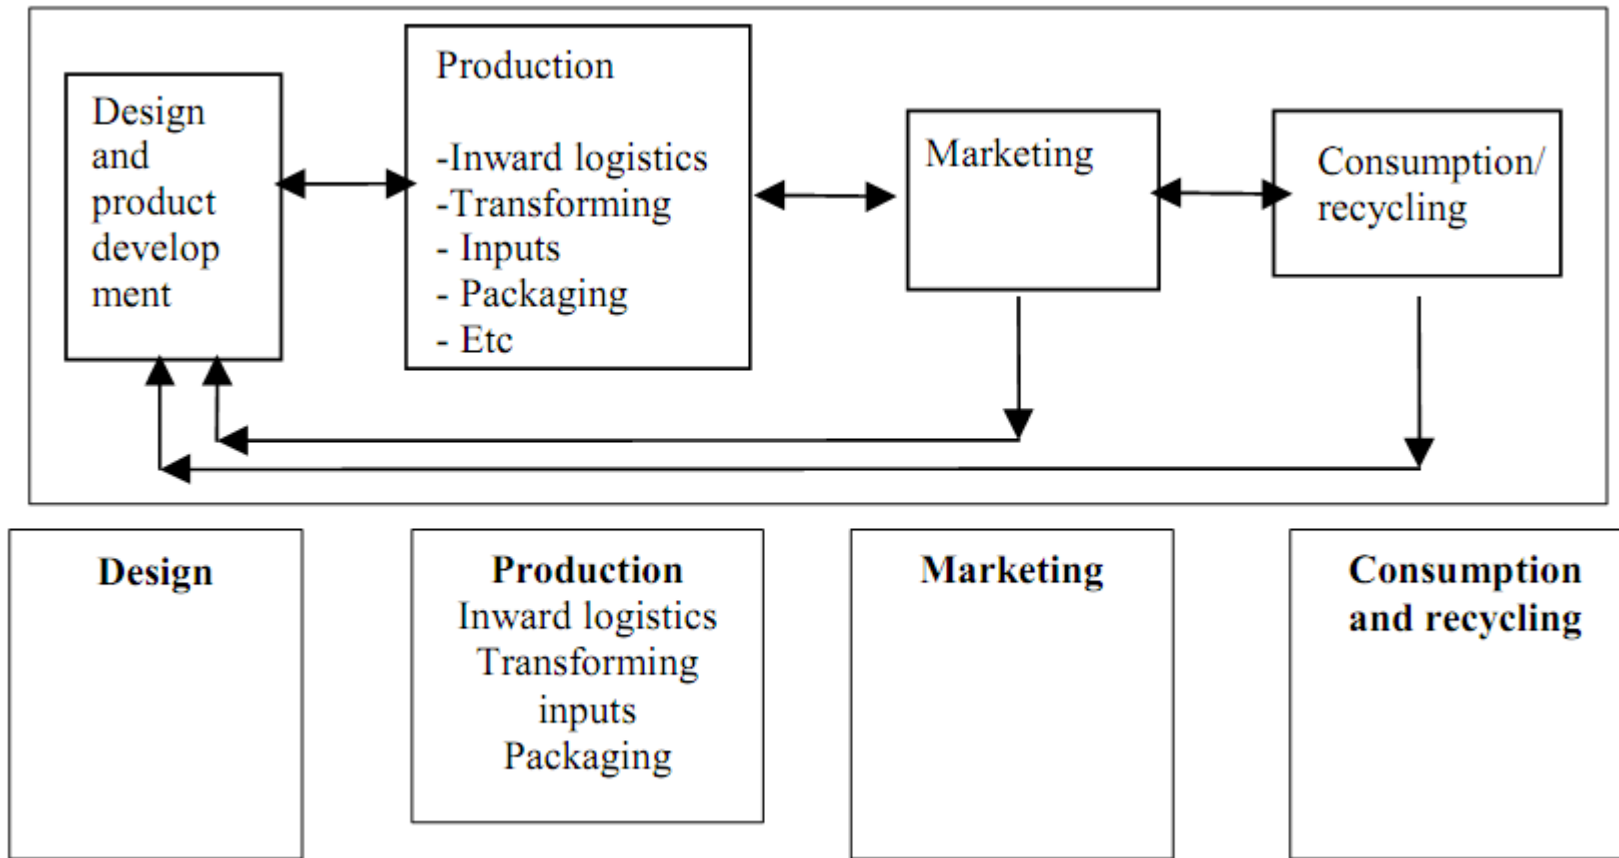 Design
and
product
develop
ment
Production
-Inward logistics
-Transforming
- Inputs
- Packaging
- Etc
Marketing
Consumption/
recycling
Design
Production
Inward logistics
Transforming
inputs
Packaging
Marketing
Consumption
and recycling